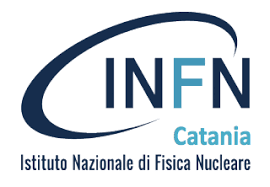 INFN
Catania
Istituto Nazionale di Fisica Nucleare